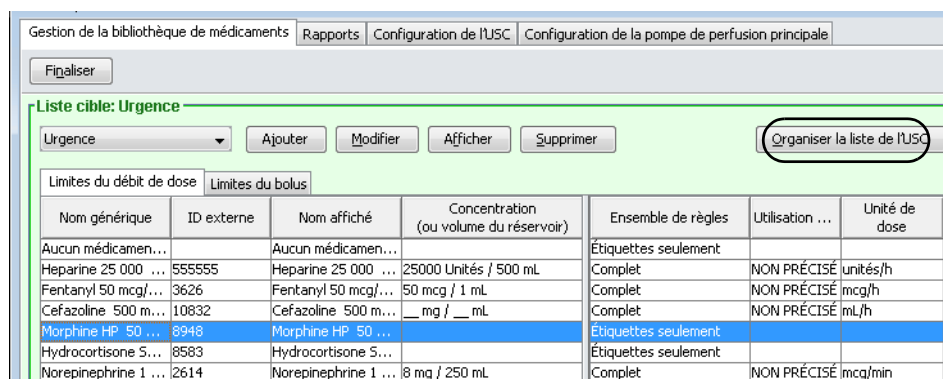 Gestion de la bibliothèque de médicaments Rapports Configuration de l'USC Configuration de la pompe de perfusion principale
Finaliser
Liste cible: Urgence
Urgence Ajouter Modifier Afficher Supprimer Organiser la liste de l'USC
Limites du débit de dose Limites du bolus
Nom générique ID externe Nom affiché Concentration (ou volume du réservoir) Ensemble de règles Utilisation ... Unité de dose
Aucun médicamen... Aucun médicamen... Étiquettes seulement
Heparine 25 000 ... 555555 Heparine 25 000 ... 25000 Unités / 500 mL Complet NON PRÉCISÉ unités/h
Fentanyl 50 mcg/... 3626 Fentanyl 50 mcg/... 50 mcg / 1 mL Complet NON PRÉCISÉ mcg/h
Cefazoline 500 m... 10832 Cefazoline 500 m... __ mg / __ mL Complet NON PRÉCISÉ mL/h
Morphine HP 50 ... 8948 Morphine HP 50 ... Étiquettes seulement
Hydrocortisone S... 8583 Hydrocortisone S... Étiquettes seulement
Norepinephrine 1 ... 2614 Norepinephrine 1 ... 8 mg / 250 mL Complet NON PRÉCISÉ mcg/min